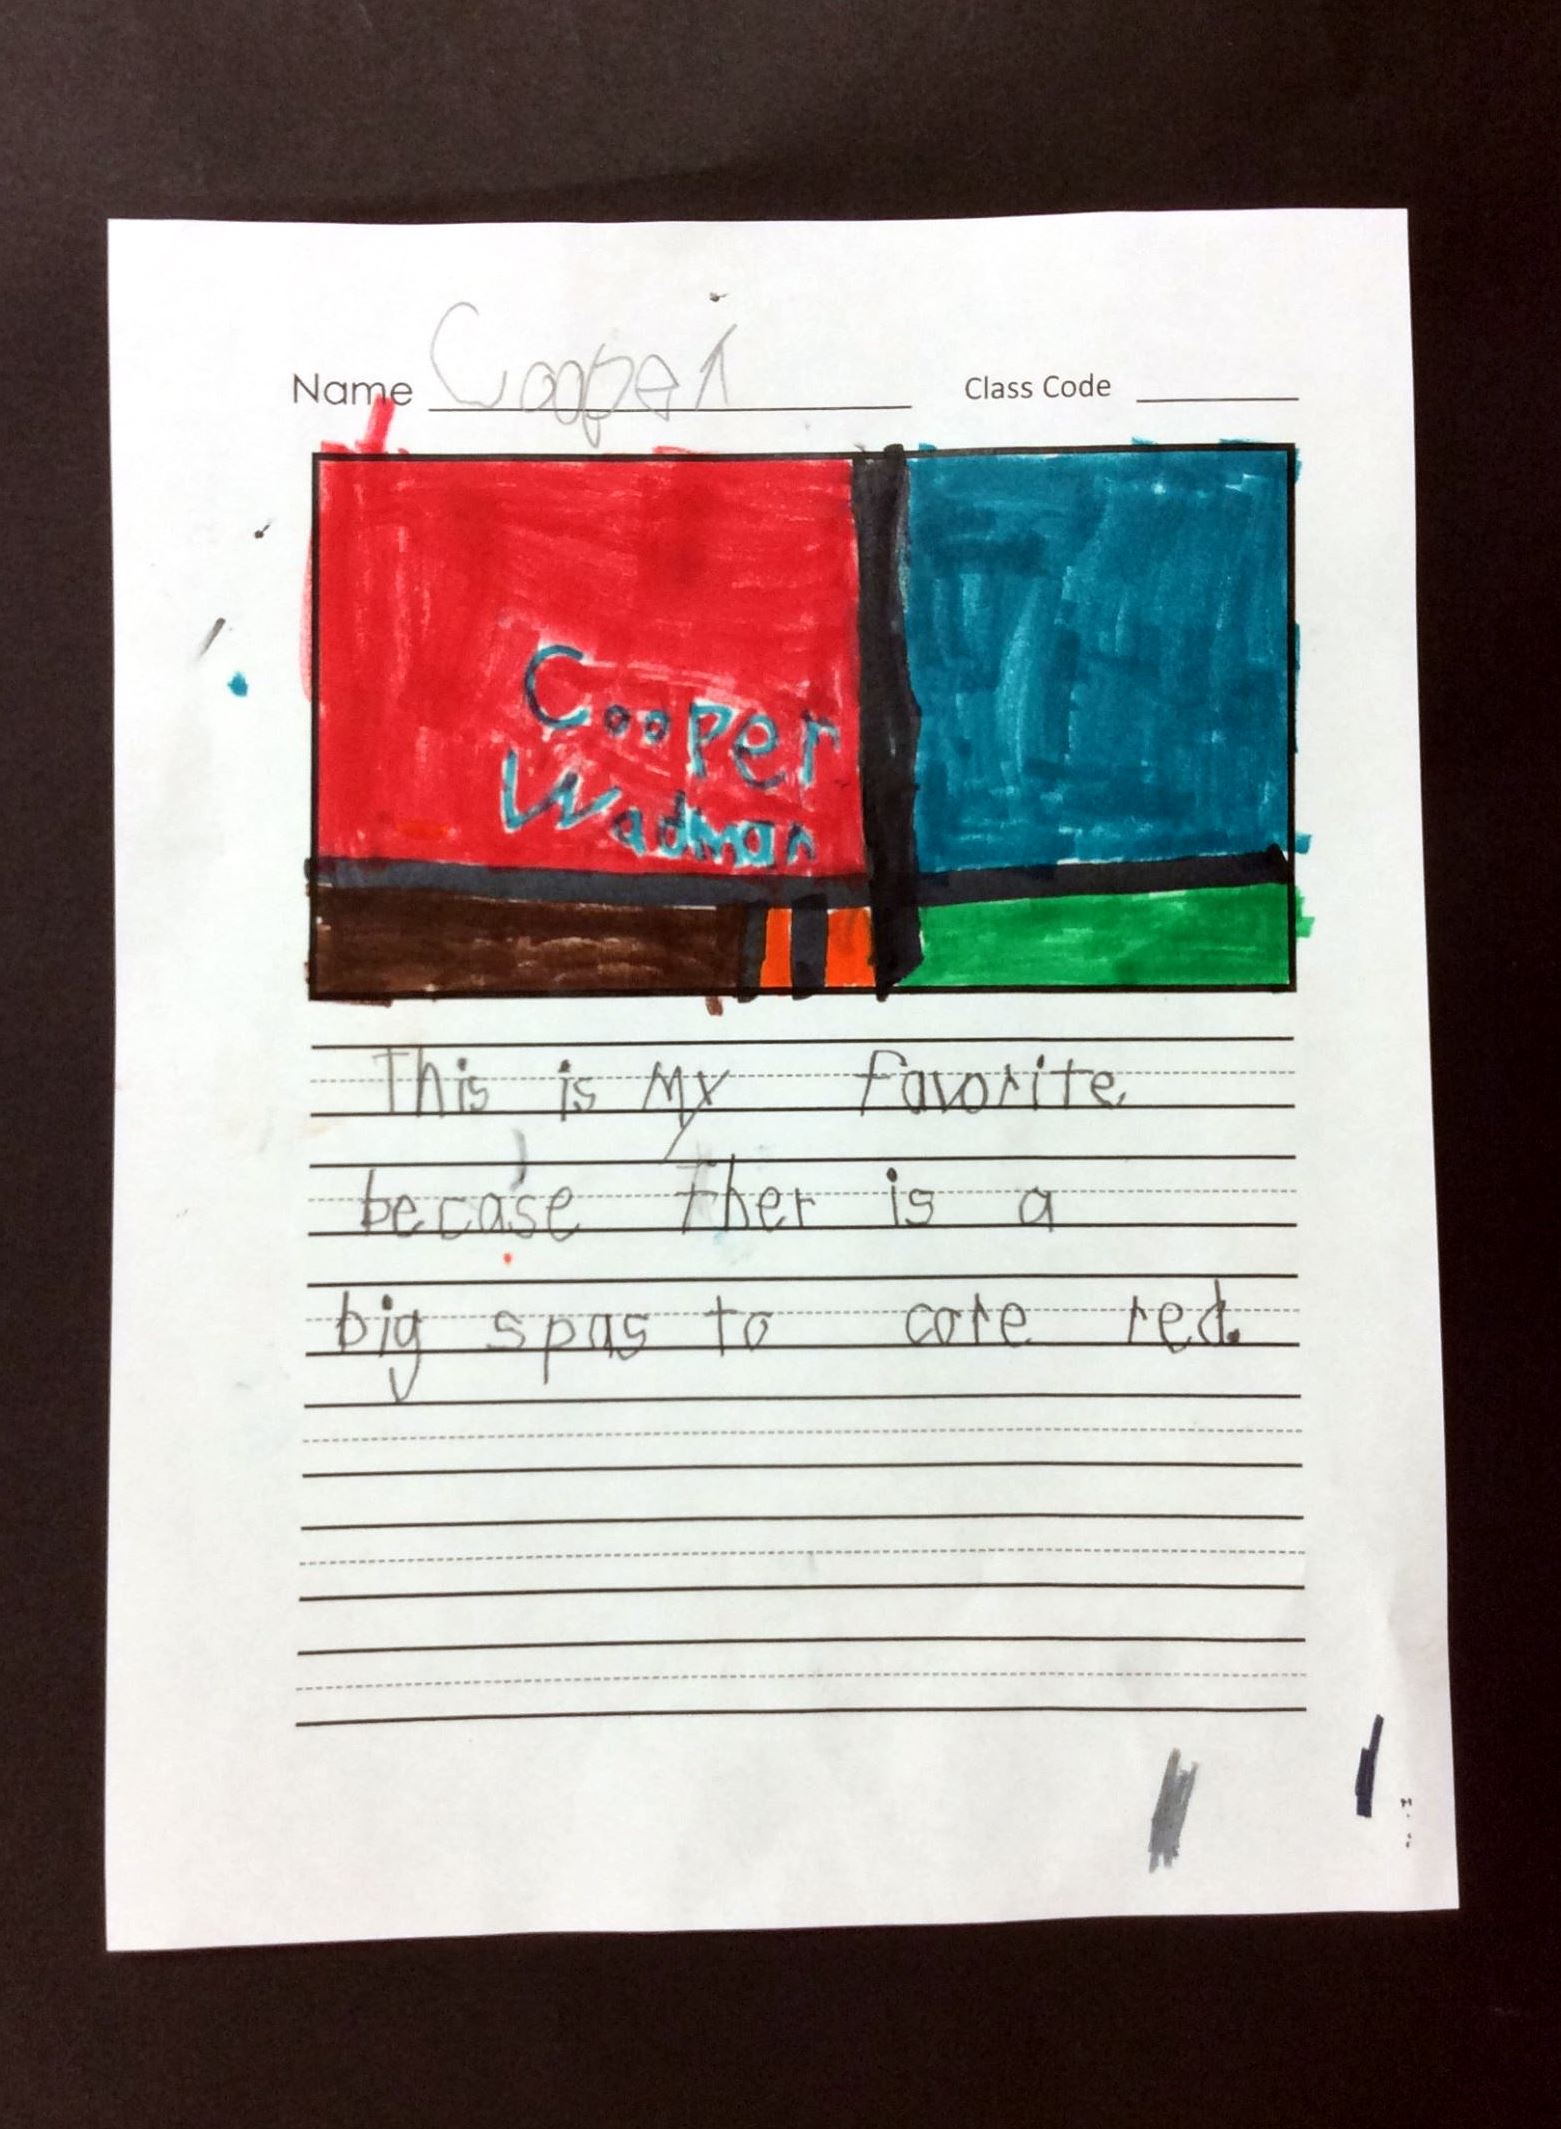 Name Cooper Class Code
Cooper
Wadman
This is My favorite
becase ther is a
big spas to core red.